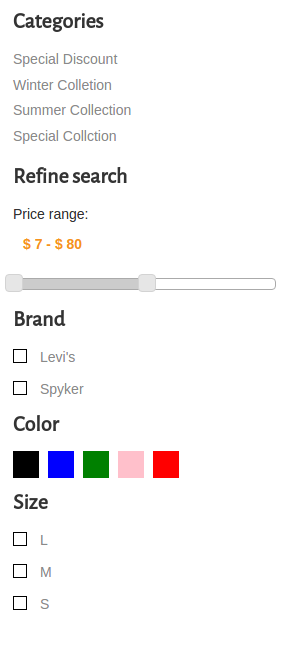 Categories
Special Discount
Winter Colletion
Summer Collection
Special Collction
Refine search
Price range:
$ 7 - $ 80
Brand
Levi's
Spyker
Color
Size
L
M
S